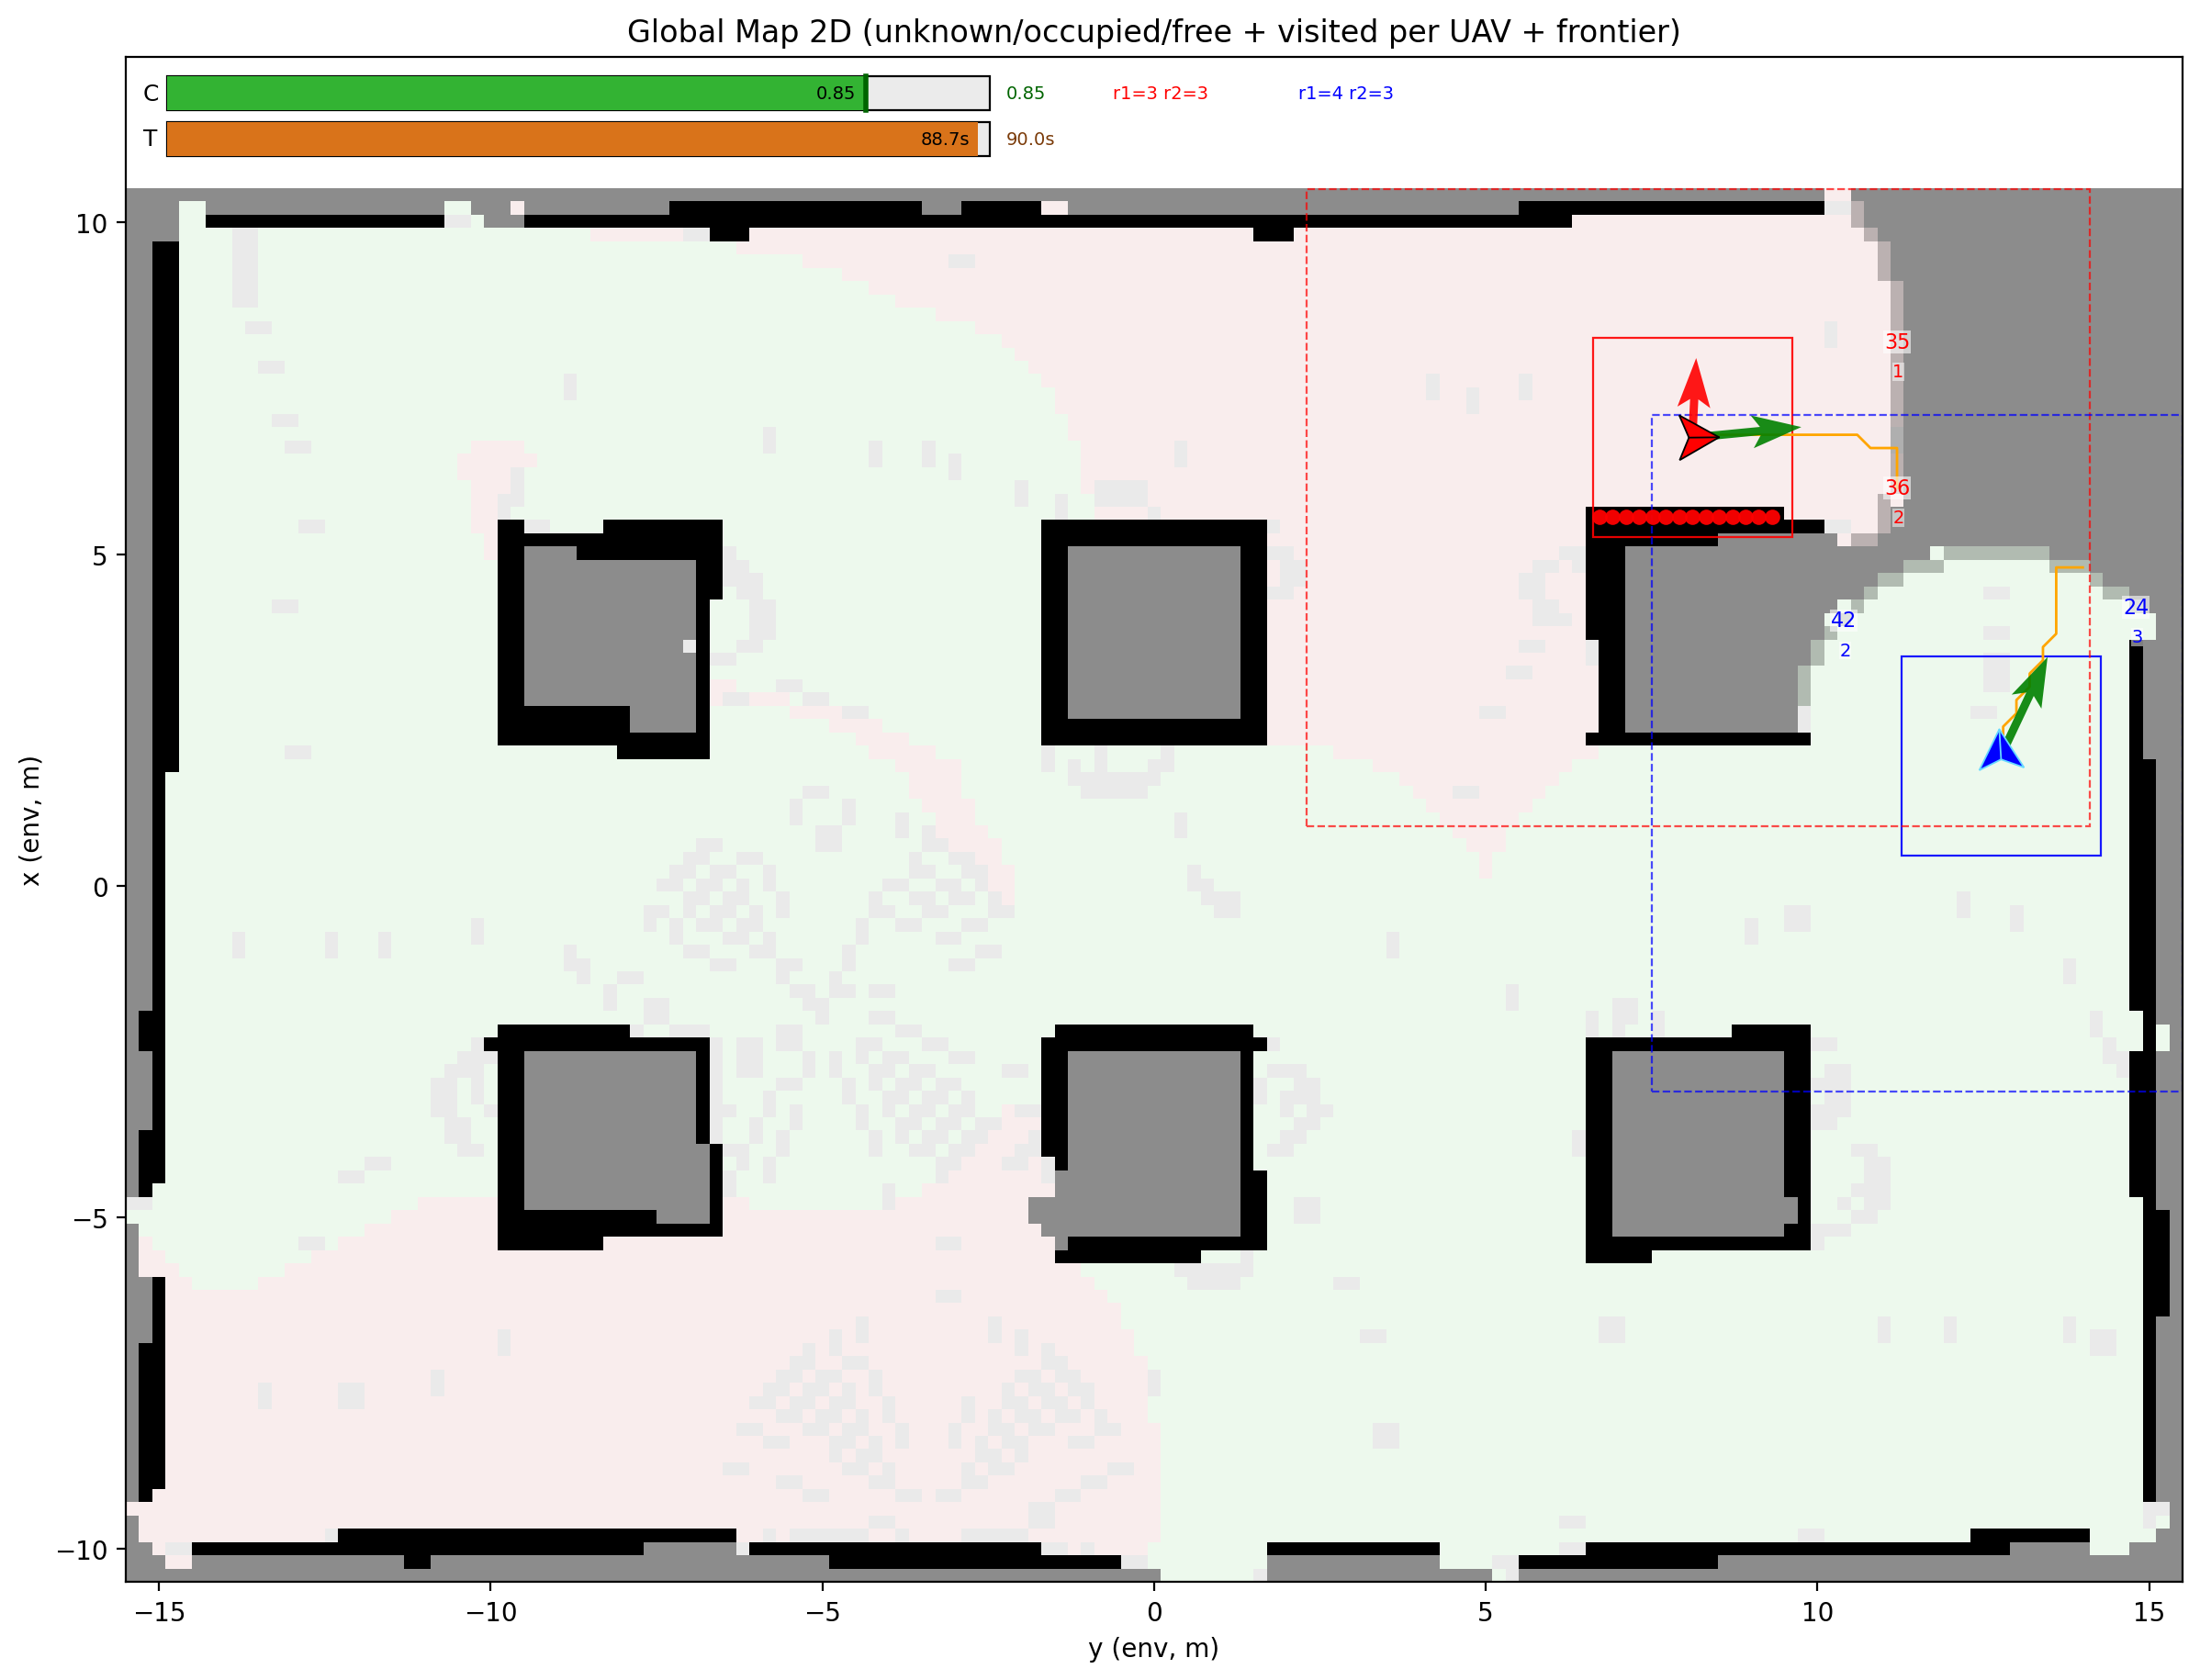 Global Map 2D (unknown/occupied/free + visited per UAV + frontier)
C 0.85 0.85 r1=3 r2=3 r1=4 r2=3
T 88.7s 90.0s
10
5
0
−5
−10
35
1
36
2
42
2
24
3
−15 −10 −5 0 5 10 15
x (env, m)
y (env, m)